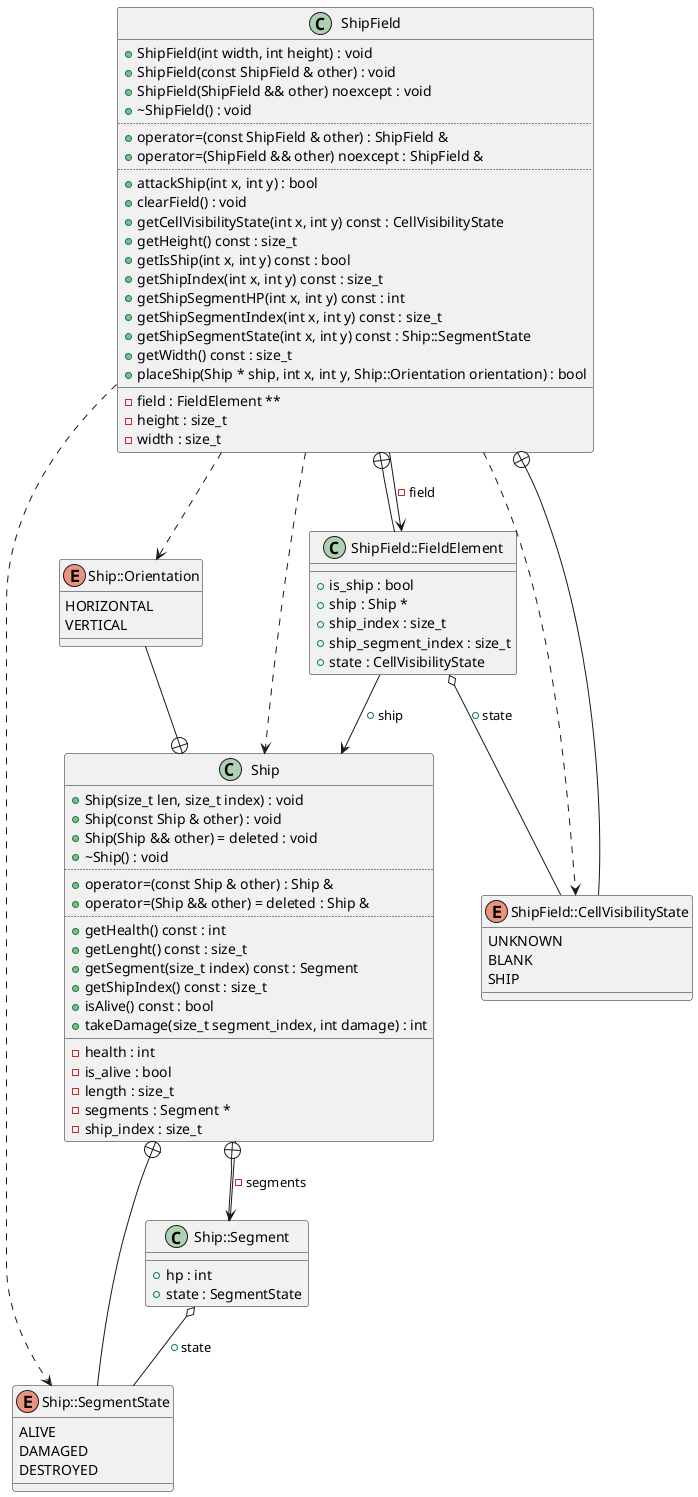 C ShipField
ShipField(int width, int height) : void
ShipField(const ShipField & other) : void
ShipField(ShipField && other) noexcept : void
~ShipField() : void
operator=(const ShipField & other) : ShipField &
operator=(ShipField && other) noexcept : ShipField &
attackShip(int x, int y) : bool
clearField() : void
getCellVisibilityState(int x, int y) const : CellVisibilityState
getHeight() const : size_t
getIsShip(int x, int y) const : bool
getShipIndex(int x, int y) const : size_t
getShipSegmentHP(int x, int y) const : int
getShipSegmentIndex(int x, int y) const : size_t
getShipSegmentState(int x, int y) const : Ship::SegmentState
getWidth() const : size_t
placeShip(Ship * ship, int x, int y, Ship::Orientation orientation) : bool
field : FieldElement **
height : size_t
width : size_t
field
E Ship::Orientation
HORIZONTAL
VERTICAL
C ShipField::FieldElement
is_ship : bool
ship : Ship *
ship_index : size_t
ship_segment_index : size_t
state : CellVisibilityState
ship
state
C Ship
Ship(size_t len, size_t index) : void
Ship(const Ship & other) : void
Ship(Ship && other) = deleted : void
~Ship() : void
operator=(const Ship & other) : Ship &
operator=(Ship && other) = deleted : Ship &
getHealth() const : int
getLenght() const : size_t
getSegment(size_t index) const : Segment
getShipIndex() const : size_t
isAlive() const : bool
takeDamage(size_t segment_index, int damage) : int
health : int
is_alive : bool
length : size_t
segments : Segment *
ship_index : size_t
E ShipField::CellVisibilityState
UNKNOWN
BLANK
SHIP
segments
C Ship::Segment
hp : int
state : SegmentState
state
E Ship::SegmentState
ALIVE
DAMAGED
DESTROYED